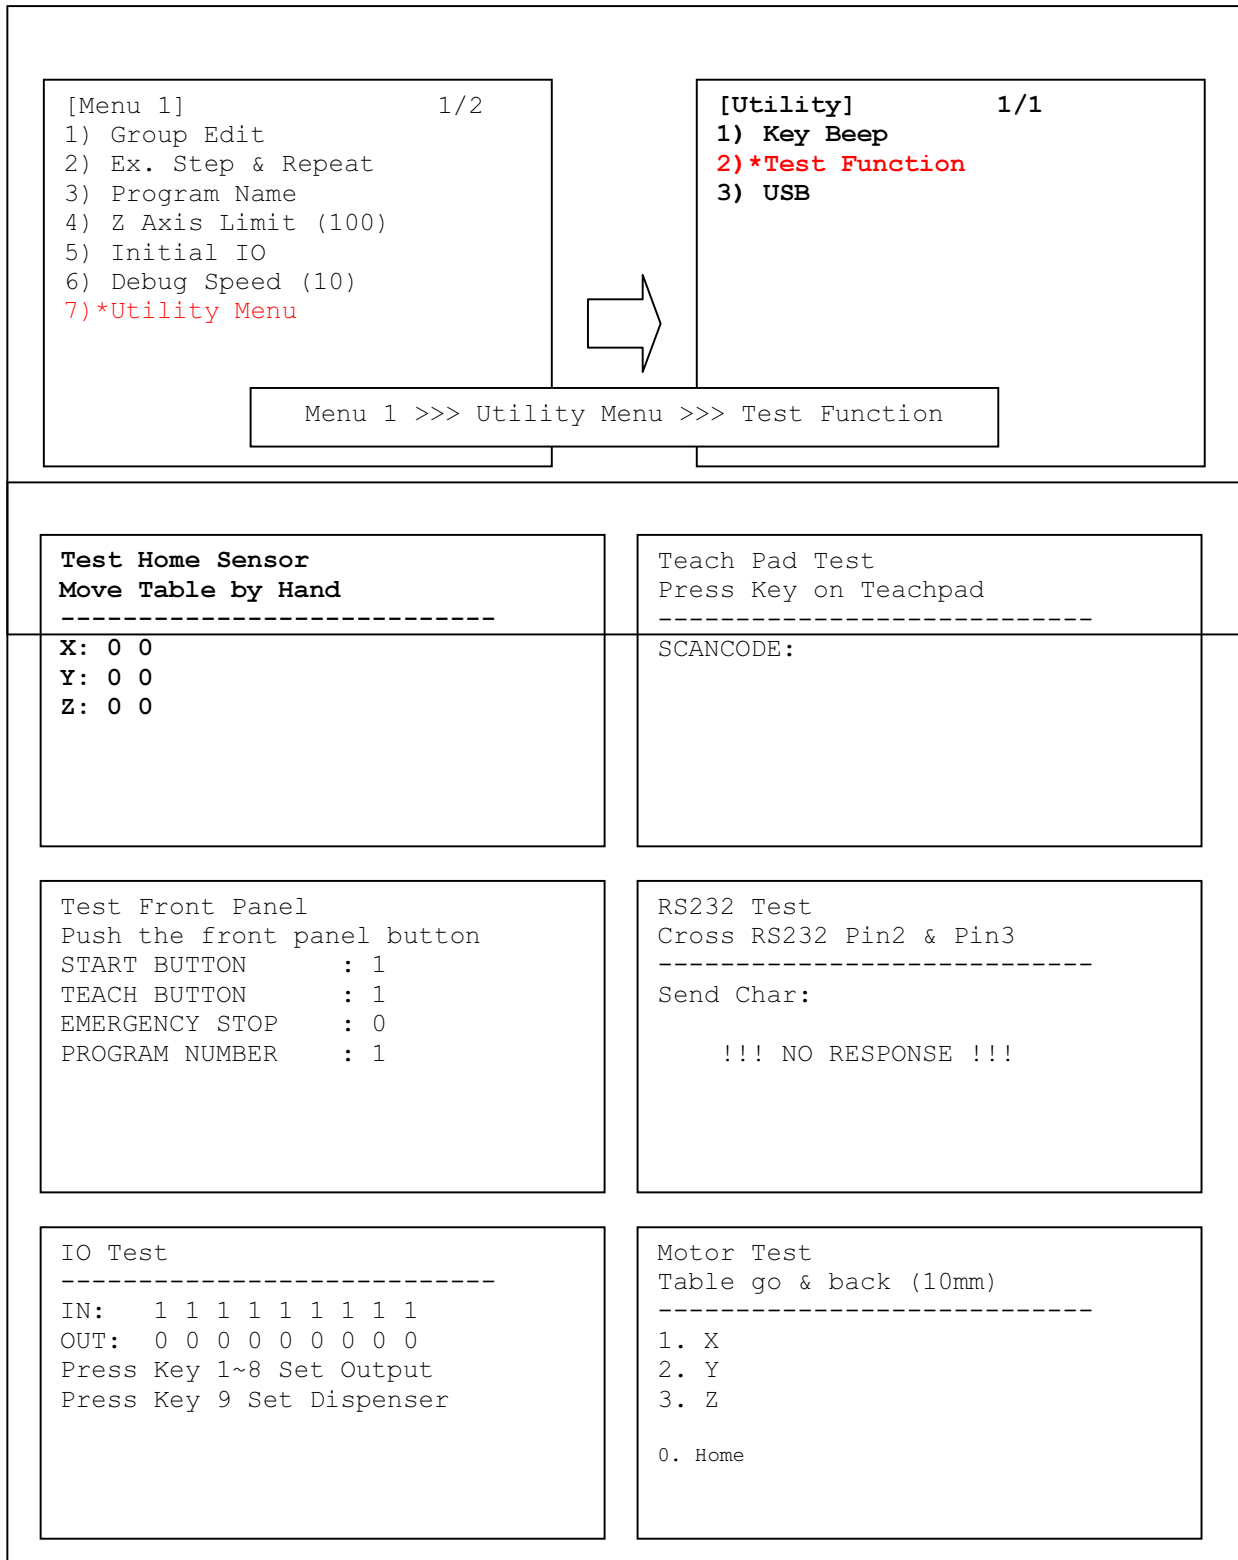 [Menu 1] 1/2
1) Group Edit
2) Ex. Step & Repeat
3) Program Name
4) Z Axis Limit (100)
5) Initial IO
6) Debug Speed (10)
7)*Utility Menu
[Utility] 1/1
1) Key Beep
2)*Test Function
3) USB
Menu 1 >>> Utility Menu >>> Test Function
Test Home Sensor
Move Table by Hand
----------------------------
X: 0 0
Y: 0 0
Z: 0 0
Teach Pad Test
Press Key on Teachpad
----------------------------
SCANCODE:
Test Front Panel
Push the front panel button
START BUTTON : 1
TEACH BUTTON : 1
EMERGENCY STOP : 0
PROGRAM NUMBER : 1
RS232 Test
Cross RS232 Pin2 & Pin3
----------------------------
Send Char:
!!! NO RESPONSE !!!
IO Test
----------------------------
IN: 1 1 1 1 1 1 1 1 1
OUT: 0 0 0 0 0 0 0 0 0
Press Key 1~8 Set Output
Press Key 9 Set Dispenser
Motor Test
Table go & back (10mm)
----------------------------
1. X
2. Y
3. Z
0. Home